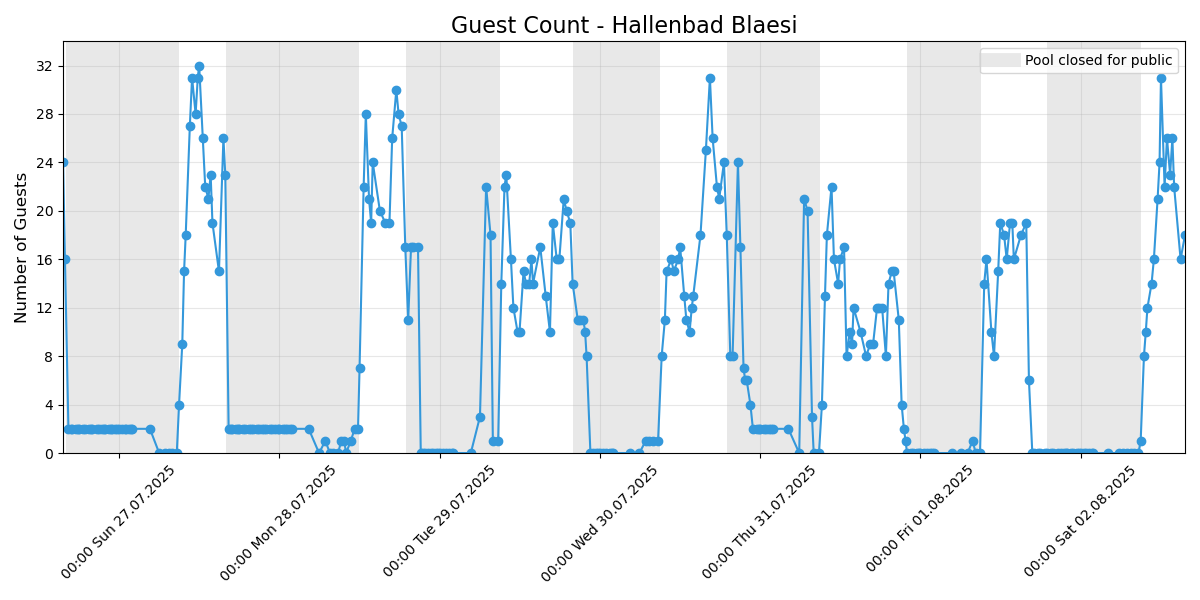 Guest Count - Hallenbad Blaesi
Pool closed for public
Number of Guests
32
28
24
20
16
12
8
4
0
00:00 Sun 27.07.2025
00:00 Mon 28.07.2025
00:00 Tue 29.07.2025
00:00 Wed 30.07.2025
00:00 Thu 31.07.2025
00:00 Fri 01.08.2025
00:00 Sat 02.08.2025